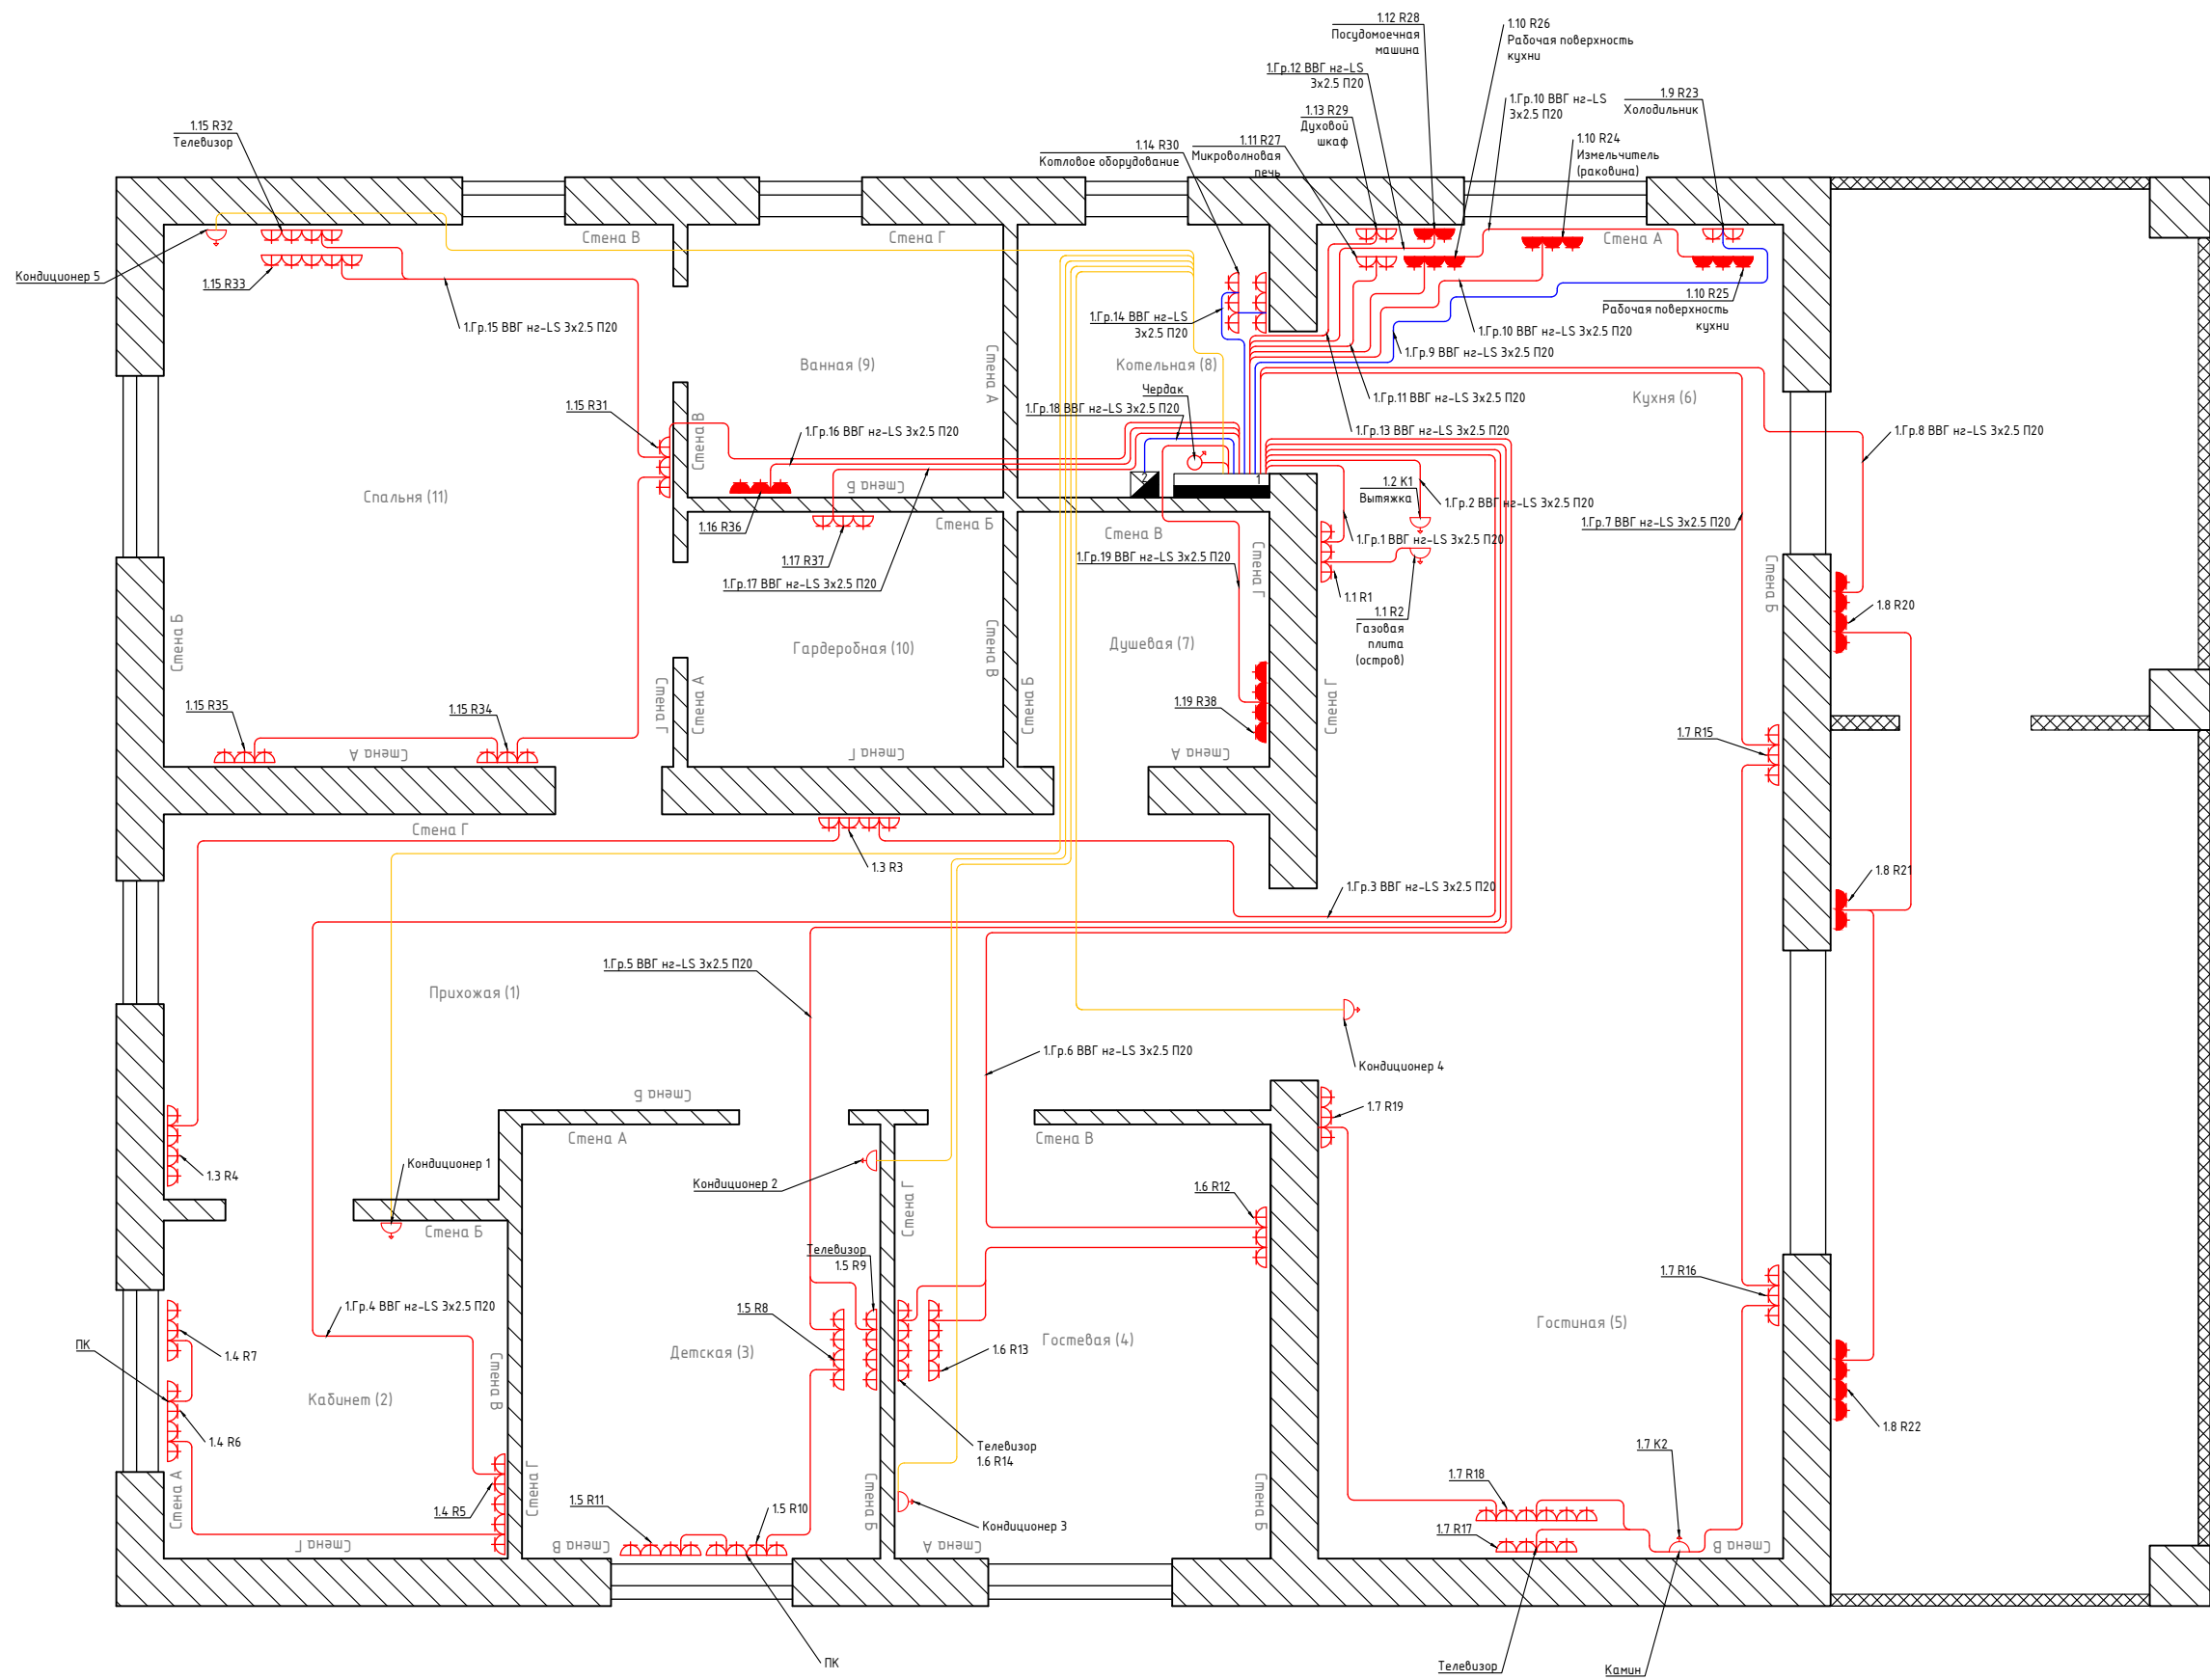 1.12 R28
Посудомоечная
машина
1.10 R26
Рабочая поверхность
кухни
1.Гр.12 ВВГ нг-LS
3х2.5 П20
1.Гр.10 ВВГ нг-LS
3х2.5 П20
1.9 R23
Холодильник
1.13 R29
Духовой
шкаф
1.15 R32
Телевизор
1.14 R30
Котловое оборудование
1.11 R27
Микроволновая
печь
1.10 R24
Измельчитель
(раковина)
Стена В
Стена Г
Стена А
Кондиционер 5
1.15 R33
1.10 R25
Рабочая поверхность
кухни
1.Гр.15 ВВГ нг-LS 3х2.5 П20
1.Гр.14 ВВГ нг-LS
3х2.5 П20
1.Гр.10 ВВГ нг-LS 3х2.5 П20
1.Гр.9 ВВГ нг-LS 3х2.5 П20
Стена А
Ванная (9)
Котельная (8)
Чердак
1.Гр.11 ВВГ нг-LS 3х2.5 П20
Кухня (6)
1.15 R31
1.Гр.18 ВВГ нг-LS 3х2.5 П20
Стена В
1.Гр.16 ВВГ нг-LS 3х2.5 П20
1.Гр.13 ВВГ нг-LS 3х2.5 П20
1.Гр.8 ВВГ нг-LS 3х2.5 П20
Спальня (11)
Стена Б
2
1
1.2 К1
Вытяжка
1.Гр.2 ВВГ нг-LS 3х2.5 П20
1.16 R36
Стена Б
Стена В
1.Гр.7 ВВГ нг-LS 3х2.5 П20
1.Гр.1 ВВГ нг-LS 3х2.5 П20
1.17 R37
1.Гр.17 ВВГ нг-LS 3х2.5 П20
1.Гр.19 ВВГ нг-LS 3х2.5 П20
Стена Г
1.1 R1
1.1 R2
Газовая
плита
(остров)
Стена Б
1.8 R20
Стена Б
Гардеробная (10)
Стена В
Душевая (7)
1.15 R35
1.15 R34
Стена Г
Стена А
Стена Б
1.19 R38
Стена Г
1.7 R15
Стена А
Стена Г
Стена А
Стена Г
1.3 R3
1.8 R21
1.Гр.3 ВВГ нг-LS 3х2.5 П20
1.Гр.5 ВВГ нг-LS 3х2.5 П20
Прихожая (1)
1.Гр.6 ВВГ нг-LS 3х2.5 П20
Кондиционер 4
Стена Б
1.7 R19
Стена А
Стена В
1.3 R4
Кондиционер 1
Кондиционер 2
1.6 R12
Стена Г
Стена Б
Телевизор
1.5 R9
1.7 R16
1.Гр.4 ВВГ нг-LS 3х2.5 П20
1.5 R8
Гостиная (5)
ПК
1.4 R7
Детская (3)
Гостевая (4)
1.6 R13
Стена В
Кабинет (2)
1.4 R6
1.8 R22
Телевизор
1.6 R14
1.7 К2
1.7 R18
Стена А
1.4 R5
Стена Г
1.5 R11
1.5 R10
Стена Б
Кондиционер 3
Стена Б
1.7 R17
Стена Г
Стена В
Стена А
Стена В
ПК
Телевизор
Камин